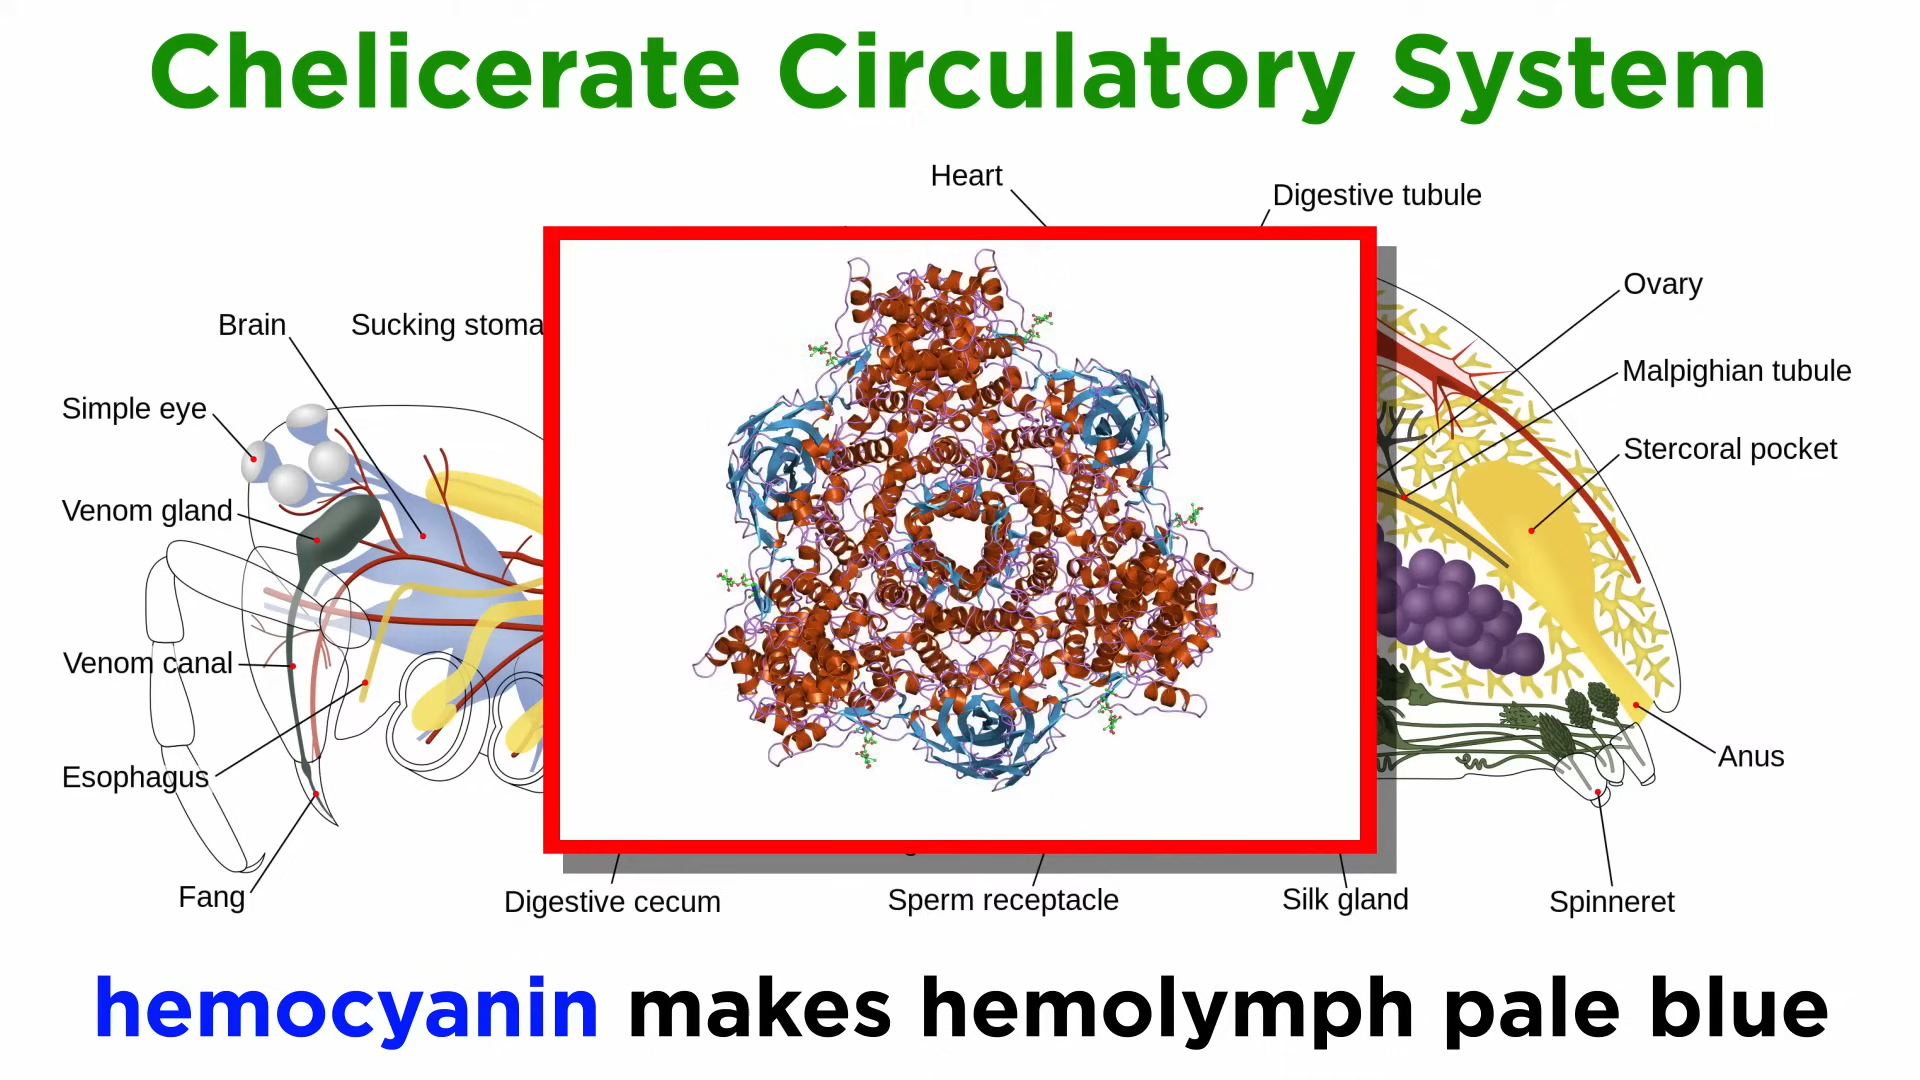 Chelicerate Circulatory System
Heart
Digestive tubule
Ovary
Brain
Sucking stoma
Malpighian tubule
Simple eye
Stercoral pocket
Venom gland
Venom canal
Esophagus
Anus
Fang
Digestive cecum
Sperm receptacle
Silk gland
Spinneret
hemocyanin makes hemolymph pale blue